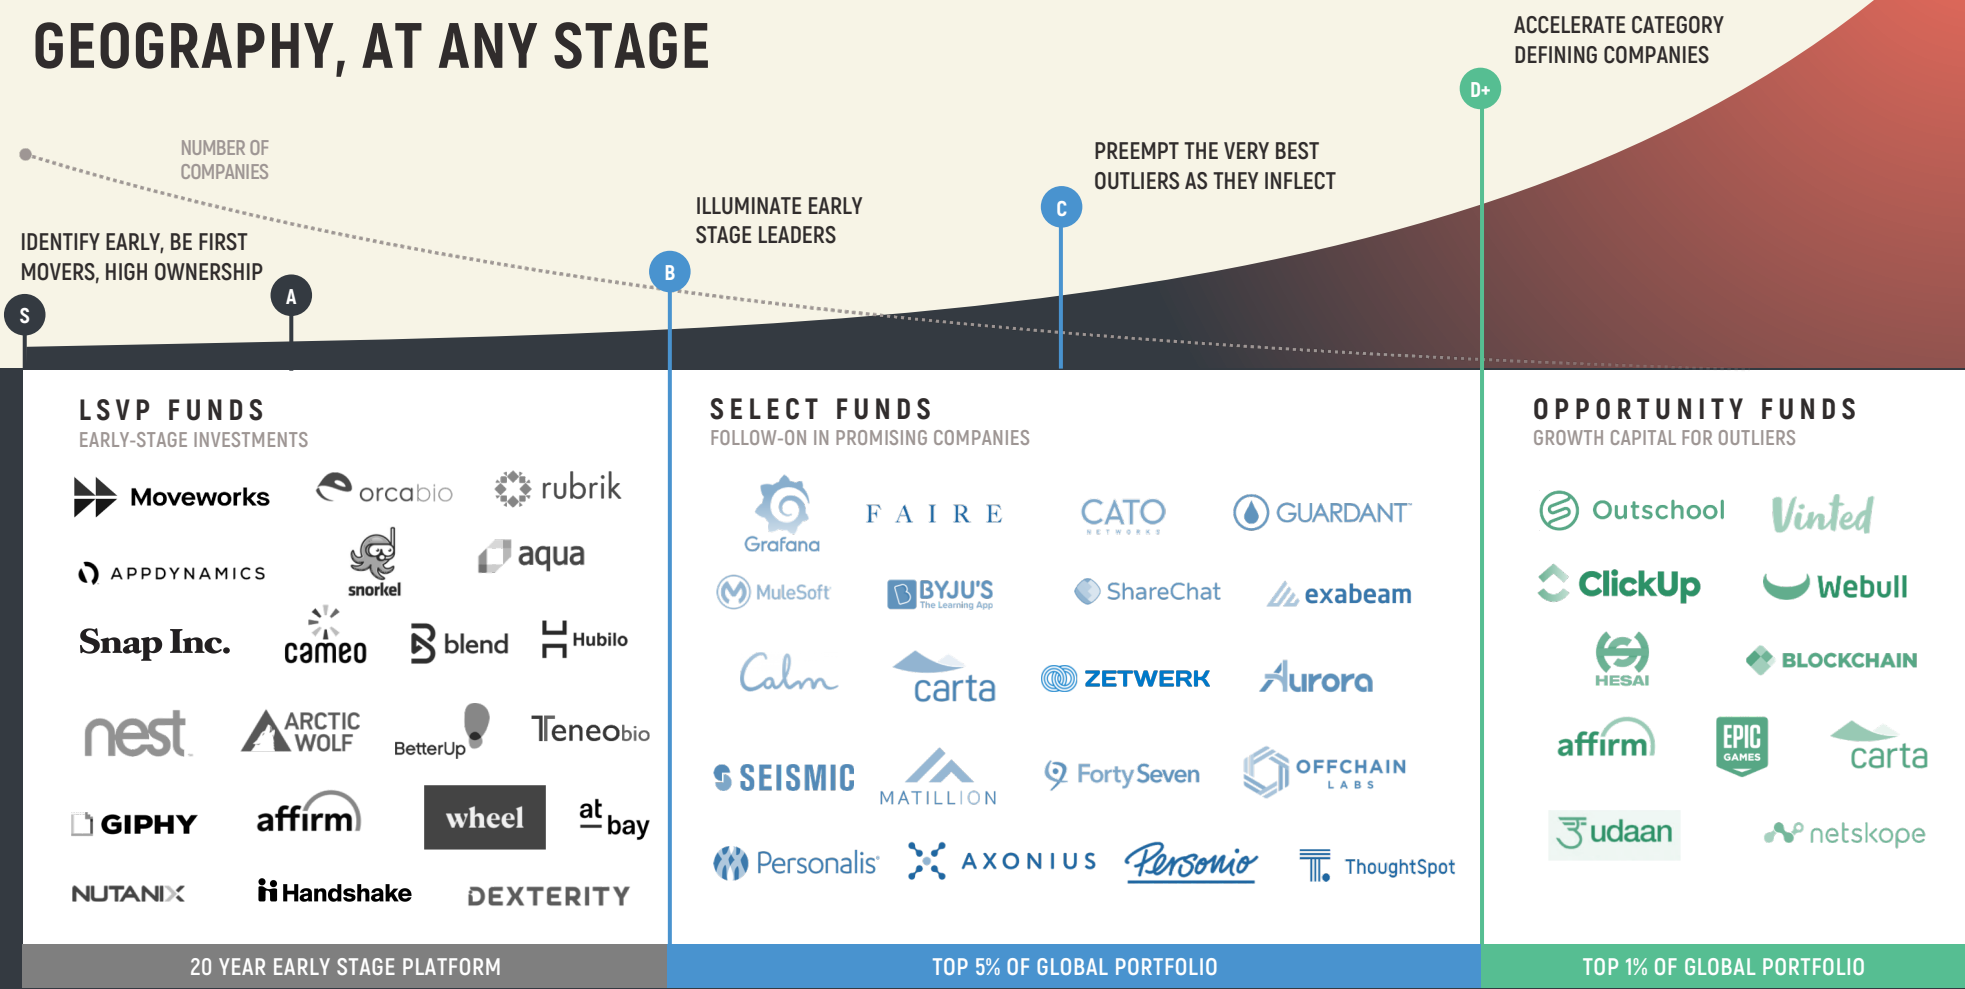 GEOGRAPHY, AT ANY STAGE
ACCELERATE CATEGORY
DEFINING COMPANIES
D+
NUMBER OF
COMPANIES
PREEMPT THE VERY BEST
OUTLIERS AS THEY INFLECT
C
ILLUMINATE EARLY
STAGE LEADERS
B
IDENTIFY EARLY, BE FIRST
MOVERS, HIGH OWNERSHIP
A
S
LSVP FUNDS
EARLY-STAGE INVESTMENTS
Moveworks
orcabio
rubrik
APPDYNAMICS
snorkel
aqua
Snap Inc.
cameo
blend
Hubilo
nest
ARCTIC
WOLF
BetterUp
Teneobio
GIPHY
affirm
wheel
at
bay
NUTANIX
Handshake
DEXTERITY
20 YEAR EARLY STAGE PLATFORM
SELECT FUNDS
FOLLOW-ON IN PROMISING COMPANIES
Grafana
FAIRE
CATO
NETWORKS
GUARDANT
MuleSoft
BYJU'S
The Learning App
ShareChat
exabeam
Calm
carta
ZETWERK
Aurora
SEISMIC
MATILLION
FortySeven
OFFCHAIN
LABS
Personalis
AXONIUS
Personio
ThoughtSpot
TOP 5% OF GLOBAL PORTFOLIO
OPPORTUNITY FUNDS
GROWTH CAPITAL FOR OUTLIERS
Outschool
Vinted
ClickUp
Webull
HESAI
BLOCKCHAIN
affirm
EPIC
GAMES
carta
उudaan
netskope
TOP 1% OF GLOBAL PORTFOLIO